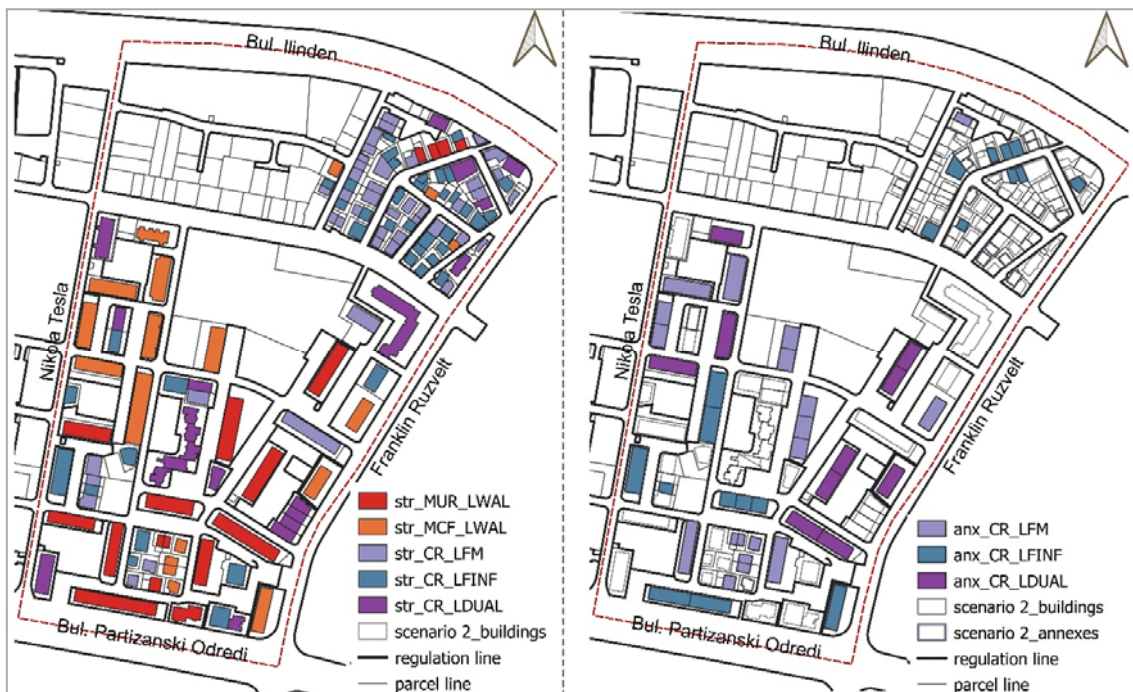 Bul. Ilinden
Nikola Tesla
Franklin Ruzvelt
Bul. Partizanski Odredi
str_MUR_LWAL
str_MCF_LWAL
str_CR_LFM
str_CR_LFINF
str_CR_LDUAL
scenario 2_buildings
regulation line
parcel line
Bul. Ilinden
Nikola Tesla
Franklin Ruzvelt
Bul. Partizanski Odredi
anx_CR_LFM
anx_CR_LFINF
anx_CR_LDUAL
scenario 2_buildings
scenario 2_annexes
regulation line
parcel line